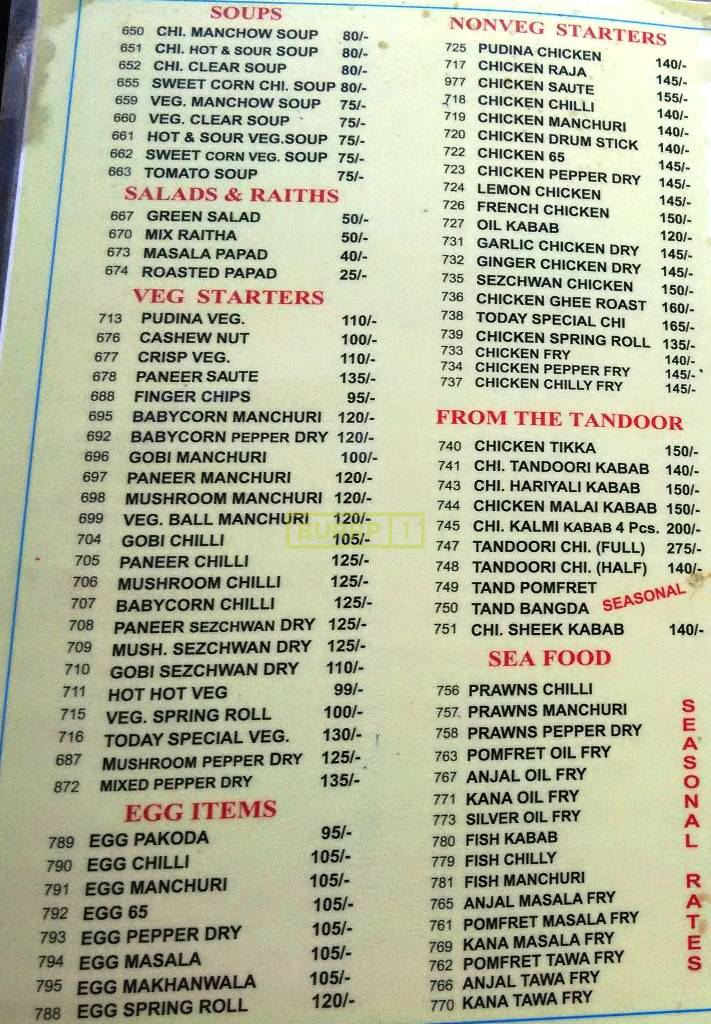 SOUPS
650 CHI. MANCHOW SOUP 80/-
651 CHI. HOT & SOUR SOUP 80/-
652 CHI. CLEAR SOUP 80/-
655 SWEET CORN CHI. SOUP 80/-
659 VEG. MANCHOW SOUP 75/-
660 VEG. CLEAR SOUP 75/-
661 HOT & SOUR VEG.SOUP 75/-
662 SWEET CORN VEG. SOUP 75/-
663 TOMATO SOUP 75/-
SALADS & RAITHS
667 GREEN SALAD 50/-
670 MIX RAITHA 50/-
673 MASALA PAPAD 40/-
674 ROASTED PAPAD 25/-
VEG STARTERS
713 PUDINA VEG. 110/-
676 CASHEW NUT 100/-
677 CRISP VEG. 110/-
678 PANEER SAUTE 135/-
688 FINGER CHIPS 95/-
695 BABYCORN MANCHURI 120/-
692 BABYCORN PEPPER DRY 120/-
696 GOBI MANCHURI 100/-
697 PANEER MANCHURI 120/-
698 MUSHROOM MANCHURI 120/-
699 VEG. BALL MANCHURI 120/-
704 GOBI CHILLI 105/-
705 PANEER CHILLI 125/-
706 MUSHROOM CHILLI 125/-
707 BABYCORN CHILLI 125/-
708 PANEER SEZCHWAN DRY 125/-
709 MUSH. SEZCHWAN DRY 125/-
710 GOBI SEZCHWAN DRY 110/-
711 HOT HOT VEG 99/-
715 VEG. SPRING ROLL 100/-
716 TODAY SPECIAL VEG. 130/-
687 MUSHROOM PEPPER DRY 125/-
872 MIXED PEPPER DRY 135/-
EGG ITEMS
789 EGG PAKODA 95/-
790 EGG CHILLI 105/-
791 EGG MANCHURI 105/-
792 EGG 65 105/-
793 EGG PEPPER DRY 105/-
794 EGG MASALA 105/-
795 EGG MAKHANWALA 105/-
788 EGG SPRING ROLL 120/-
NONVEG STARTERS
725 PUDINA CHICKEN 140/-
717 CHICKEN RAJA 145/-
977 CHICKEN SAUTE 155/-
718 CHICKEN CHILLI 140/-
719 CHICKEN MANCHURI 140/-
720 CHICKEN DRUM STICK 140/-
722 CHICKEN 65 145/-
723 CHICKEN PEPPER DRY 145/-
724 LEMON CHICKEN 145/-
726 FRENCH CHICKEN 150/-
727 OIL KABAB 120/-
731 GARLIC CHICKEN DRY 145/-
732 GINGER CHICKEN DRY 145/-
735 SEZCHWAN CHICKEN 150/-
736 CHICKEN GHEE ROAST 160/-
738 TODAY SPECIAL CHI 165/-
739 CHICKEN SPRING ROLL 135/-
733 CHICKEN FRY 140/-
734 CHICKEN PEPPER FRY 145/-
737 CHICKEN CHILLY FRY 145/-
FROM THE TANDOOR
740 CHICKEN TIKKA 150/-
741 CHI. TANDOORI KABAB 140/-
743 CHI. HARIYALI KABAB 150/-
744 CHICKEN MALAI KABAB 150/-
745 CHI. KALMI KABAB 4 Pcs. 200/-
747 TANDOORI CHI. (FULL) 275/-
748 TANDOORI CHI. (HALF) 140/-
749 TAND POMFRET
750 TAND BANGDA SEASONAL
751 CHI. SHEEK KABAB 140/-
SEA FOOD
756 PRAWNS CHILLI
757 PRAWNS MANCHURI
758 PRAWNS PEPPER DRY
763 POMFRET OIL FRY
767 ANJAL OIL FRY
771 KANA OIL FRY
773 SILVER OIL FRY
780 FISH KABAB
779 FISH CHILLY
781 FISH MANCHURI
765 ANJAL MASALA FRY
761 POMFRET MASALA FRY
769 KANA MASALA FRY
762 POMFRET TAWA FRY
766 ANJAL TAWA FRY
770 KANA TAWA FRY
SEASONAL RATES